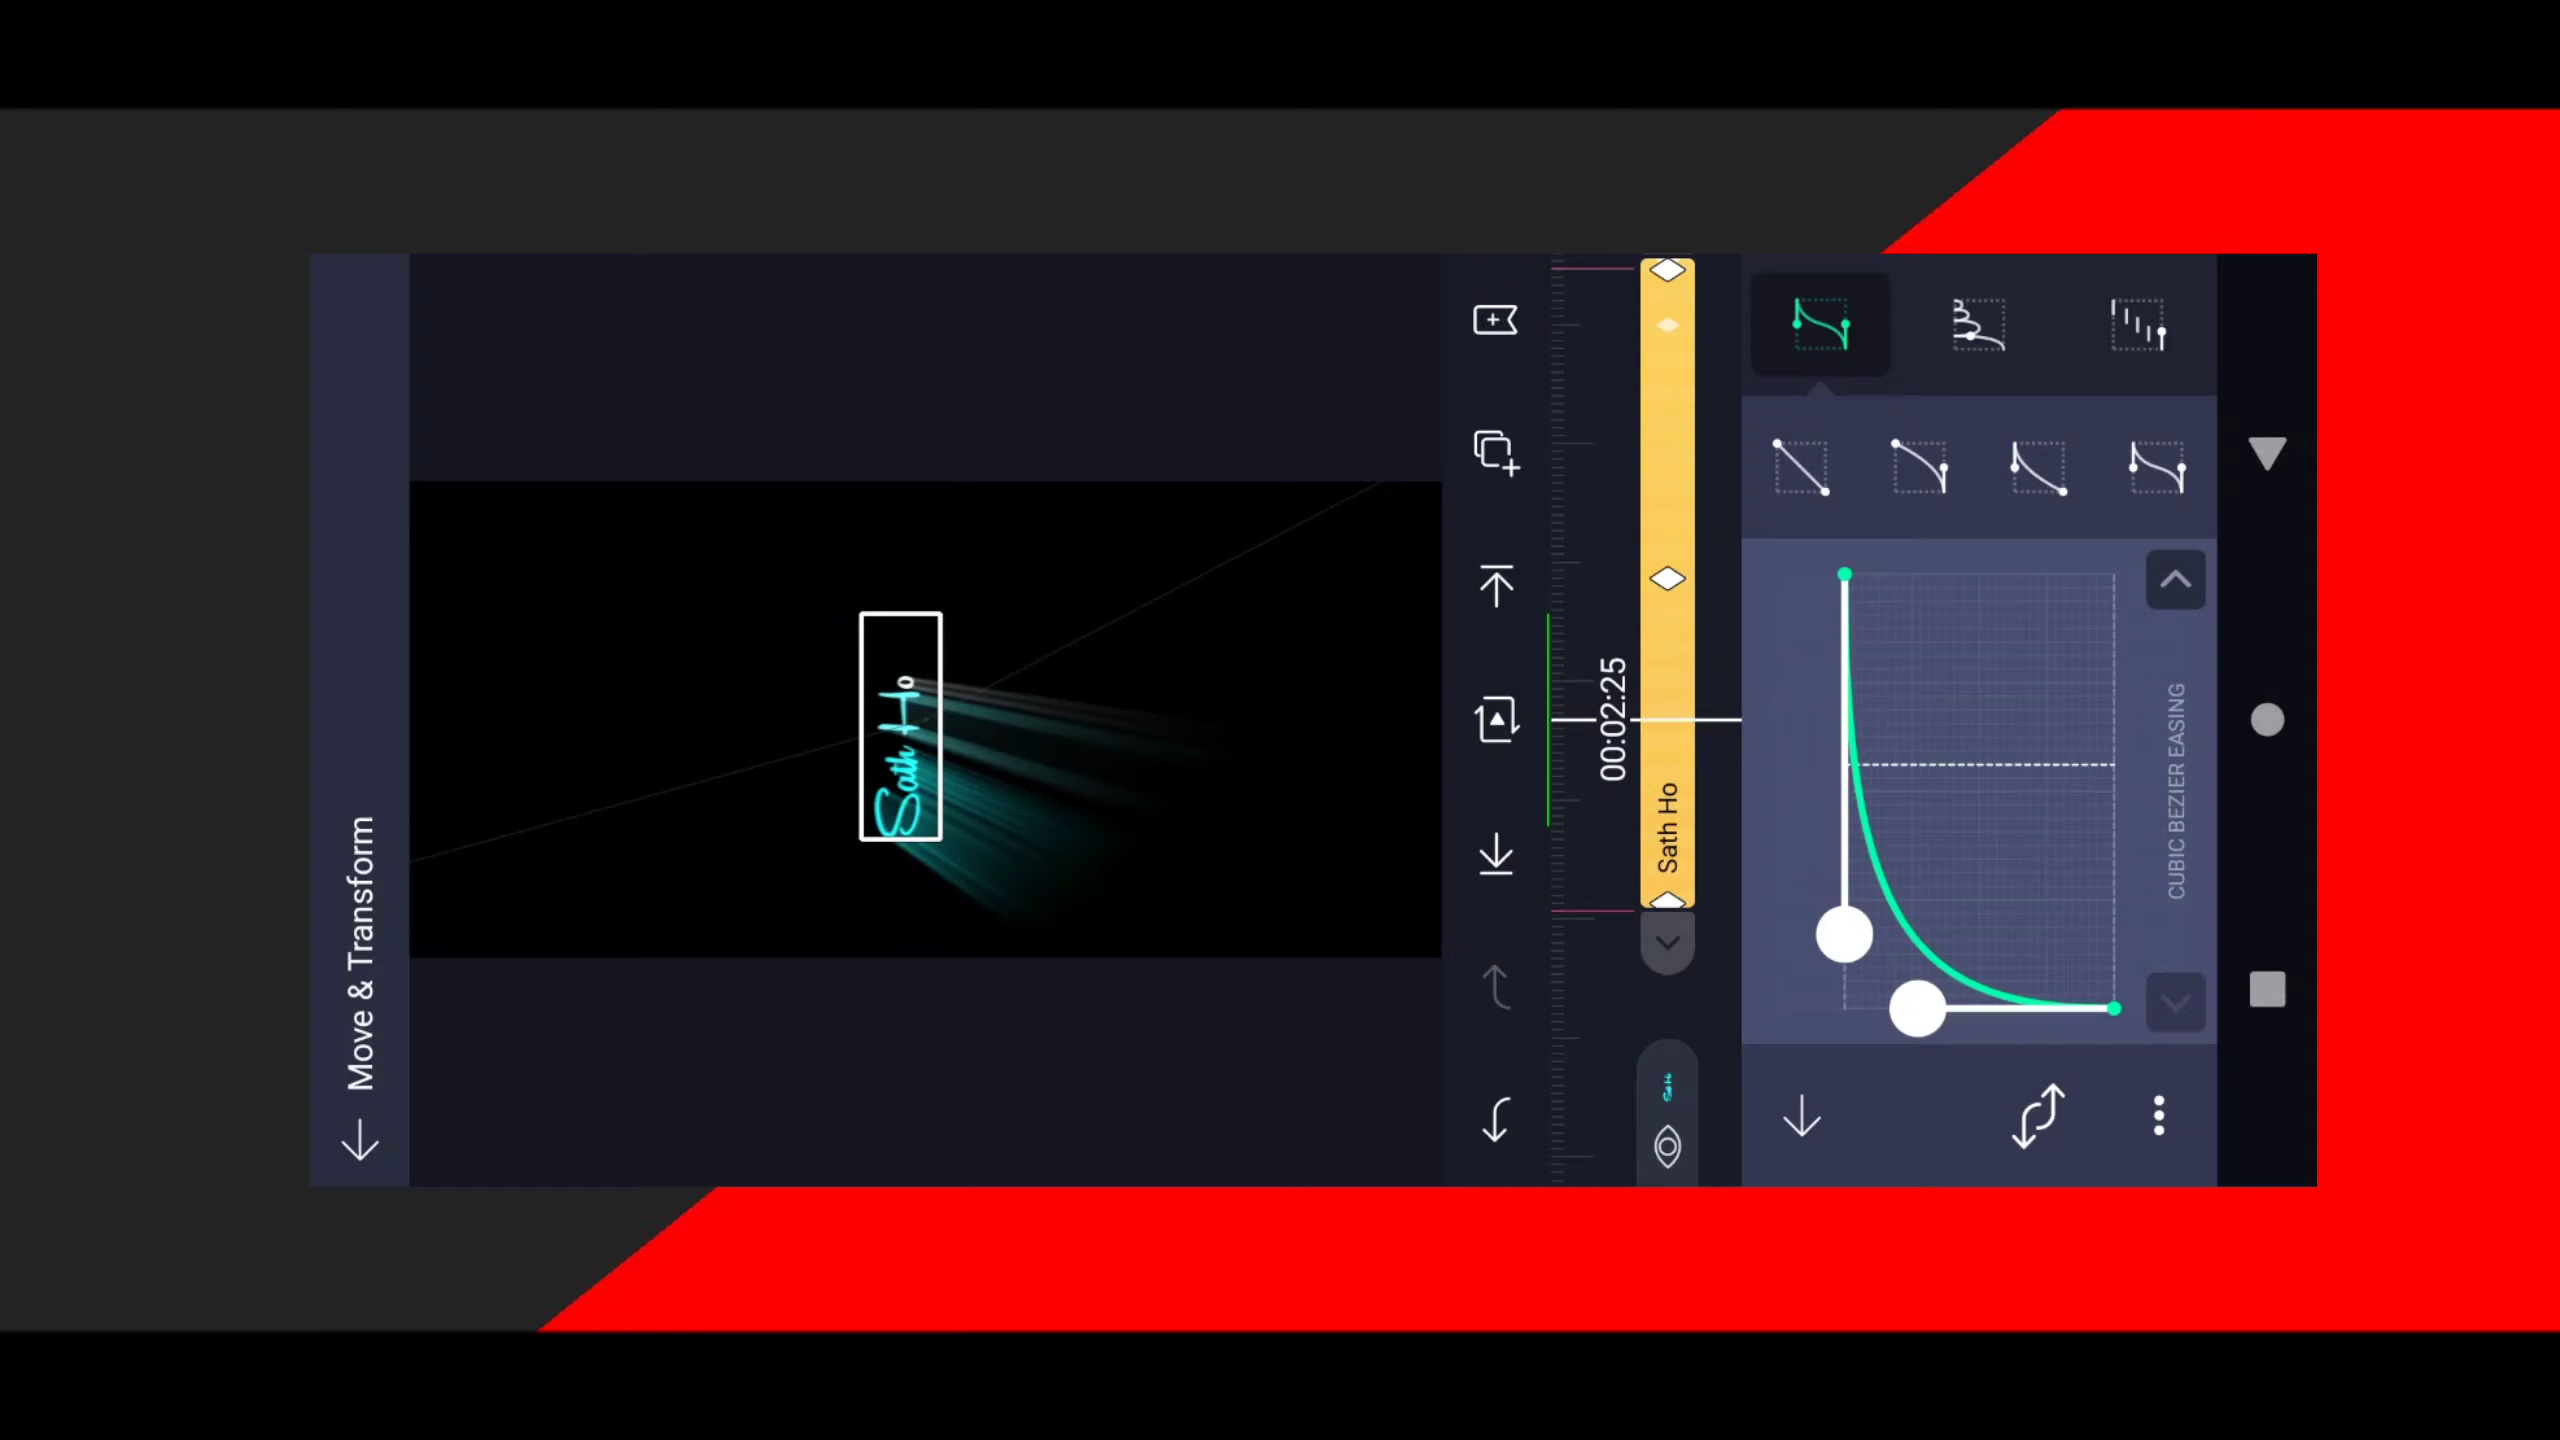 Move & Transform
Sath Ho
00:02:25
Sath Ho
CUBIC BEZIER EASING